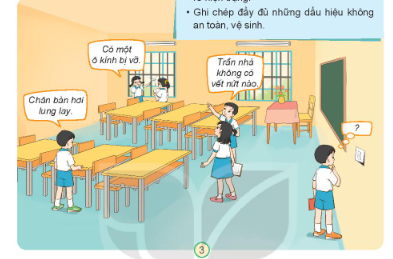 • Ghi chép đầy đủ những dấu hiệu không
an toàn, vệ sinh.
Có một
ô kính bị vỡ.
Trần nhà
không có
vết nứt nào.
Chân bàn hơi
lung lay.
?
3